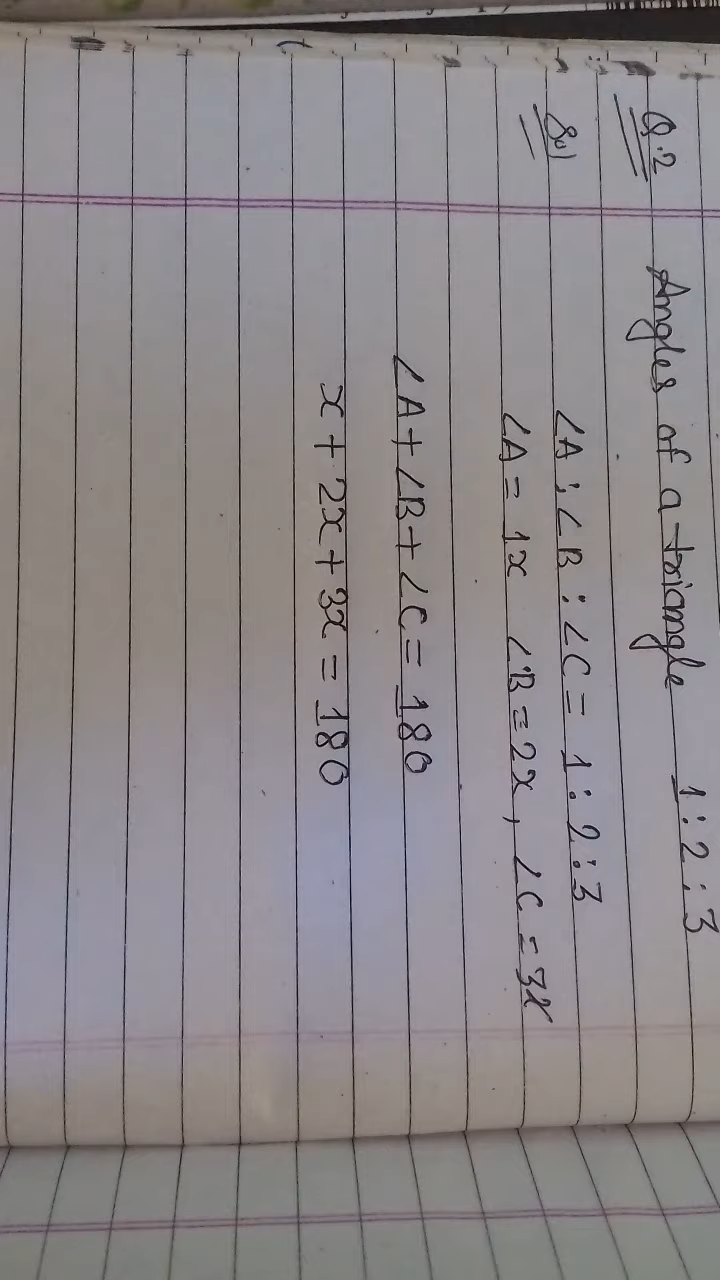 Q.2 Angles of a triangle 1:2:3
Sol ∠A:∠B:∠C = 1:2:3
∠A = 1x ∠B = 2x, ∠C = 3x
∠A+∠B+∠C = 180
x + 2x + 3x = 180